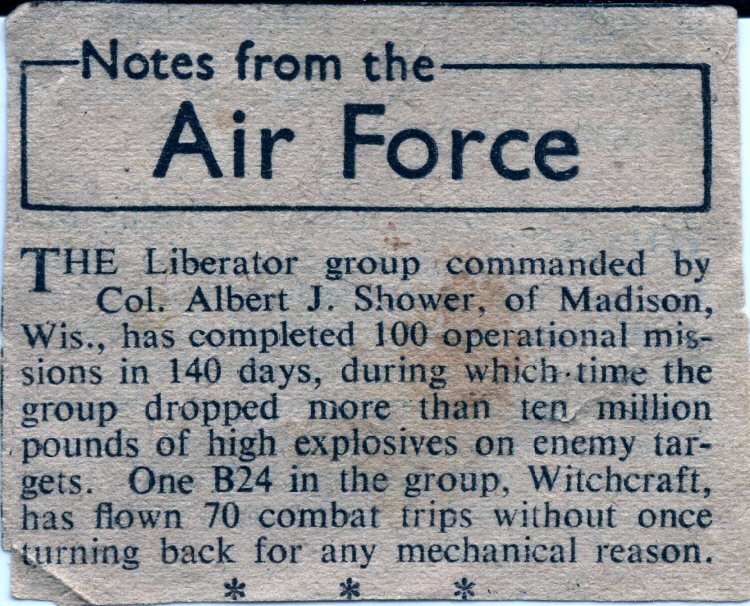 Notes from the
Air Force
THE Liberator group commanded by
Col. Albert J. Shower, of Madison,
Wis., has completed 100 operational mis-
sions in 140 days, during which time the
group dropped more than ten million
pounds of high explosives on enemy tar-
gets. One B24 in the group, Witchcraft,
has flown 70 combat trips without once
turning back for any mechanical reason.
* * *